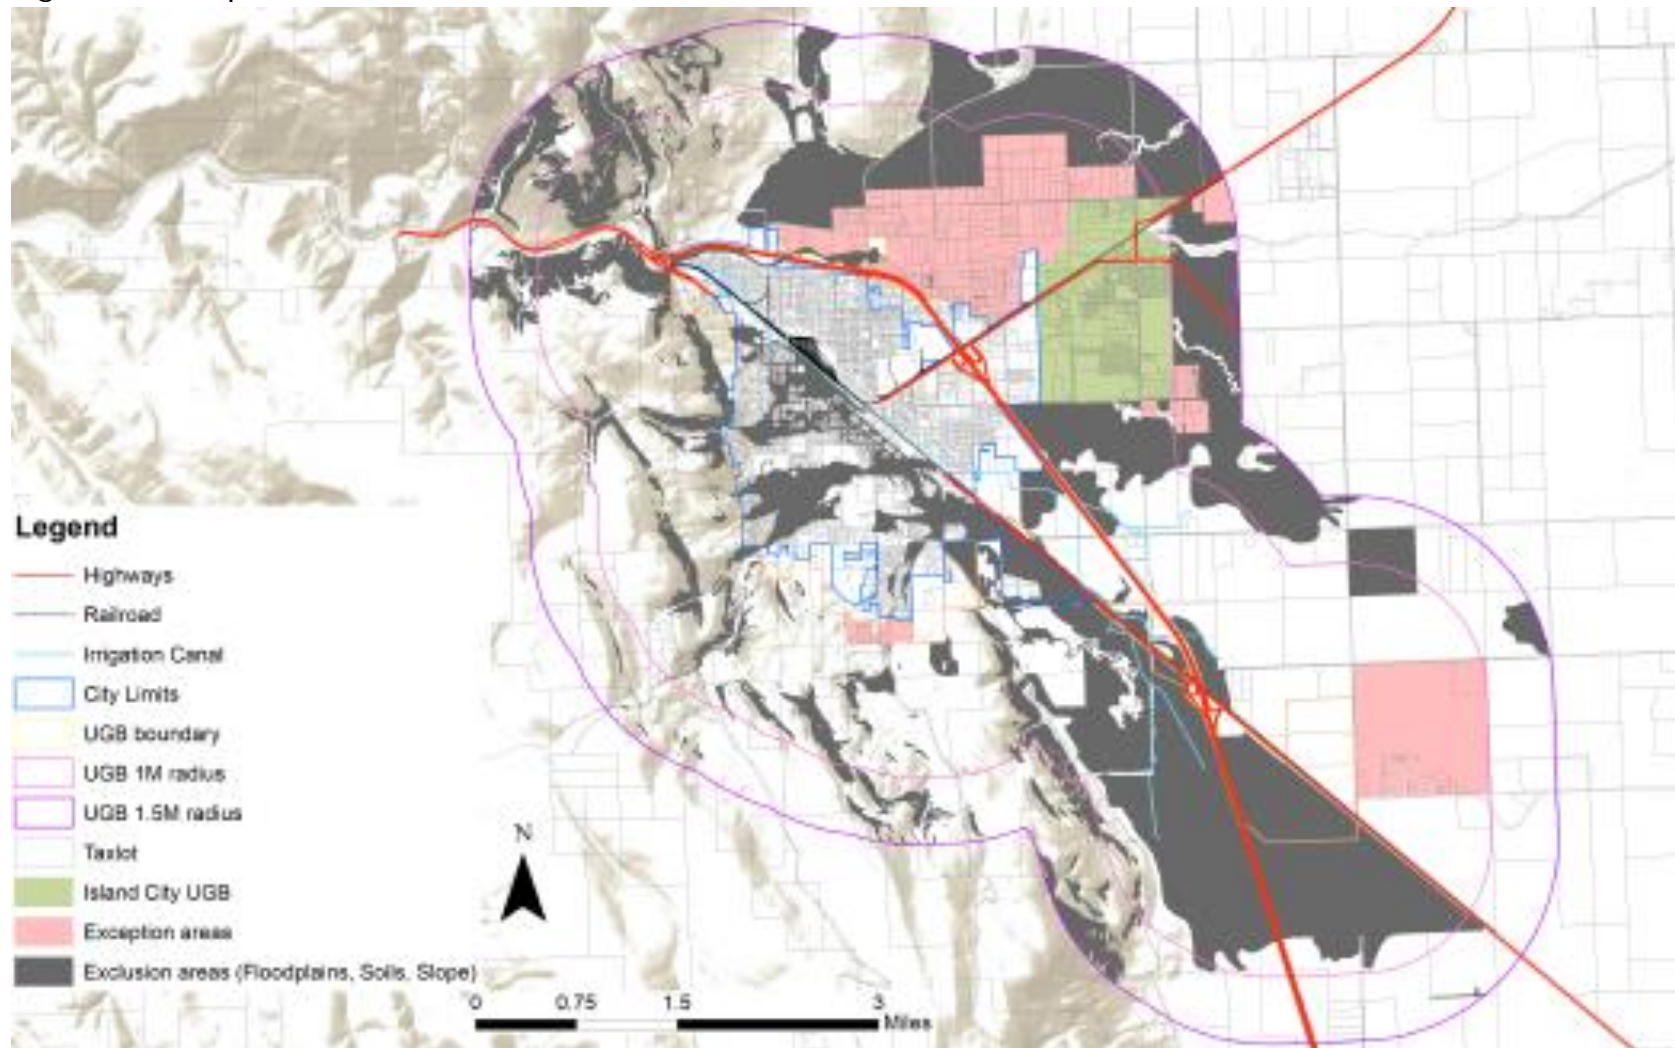 Legend
Highways
Railroad
Irrigation Canal
City Limits
UGB boundary
UGB 1M radius
UGB 1.5M radius
Taxlot
Island City UGB
Exception areas
Exclusion areas (Floodplains, Soils, Slope)
N
0 0.75 1.5 3
Miles